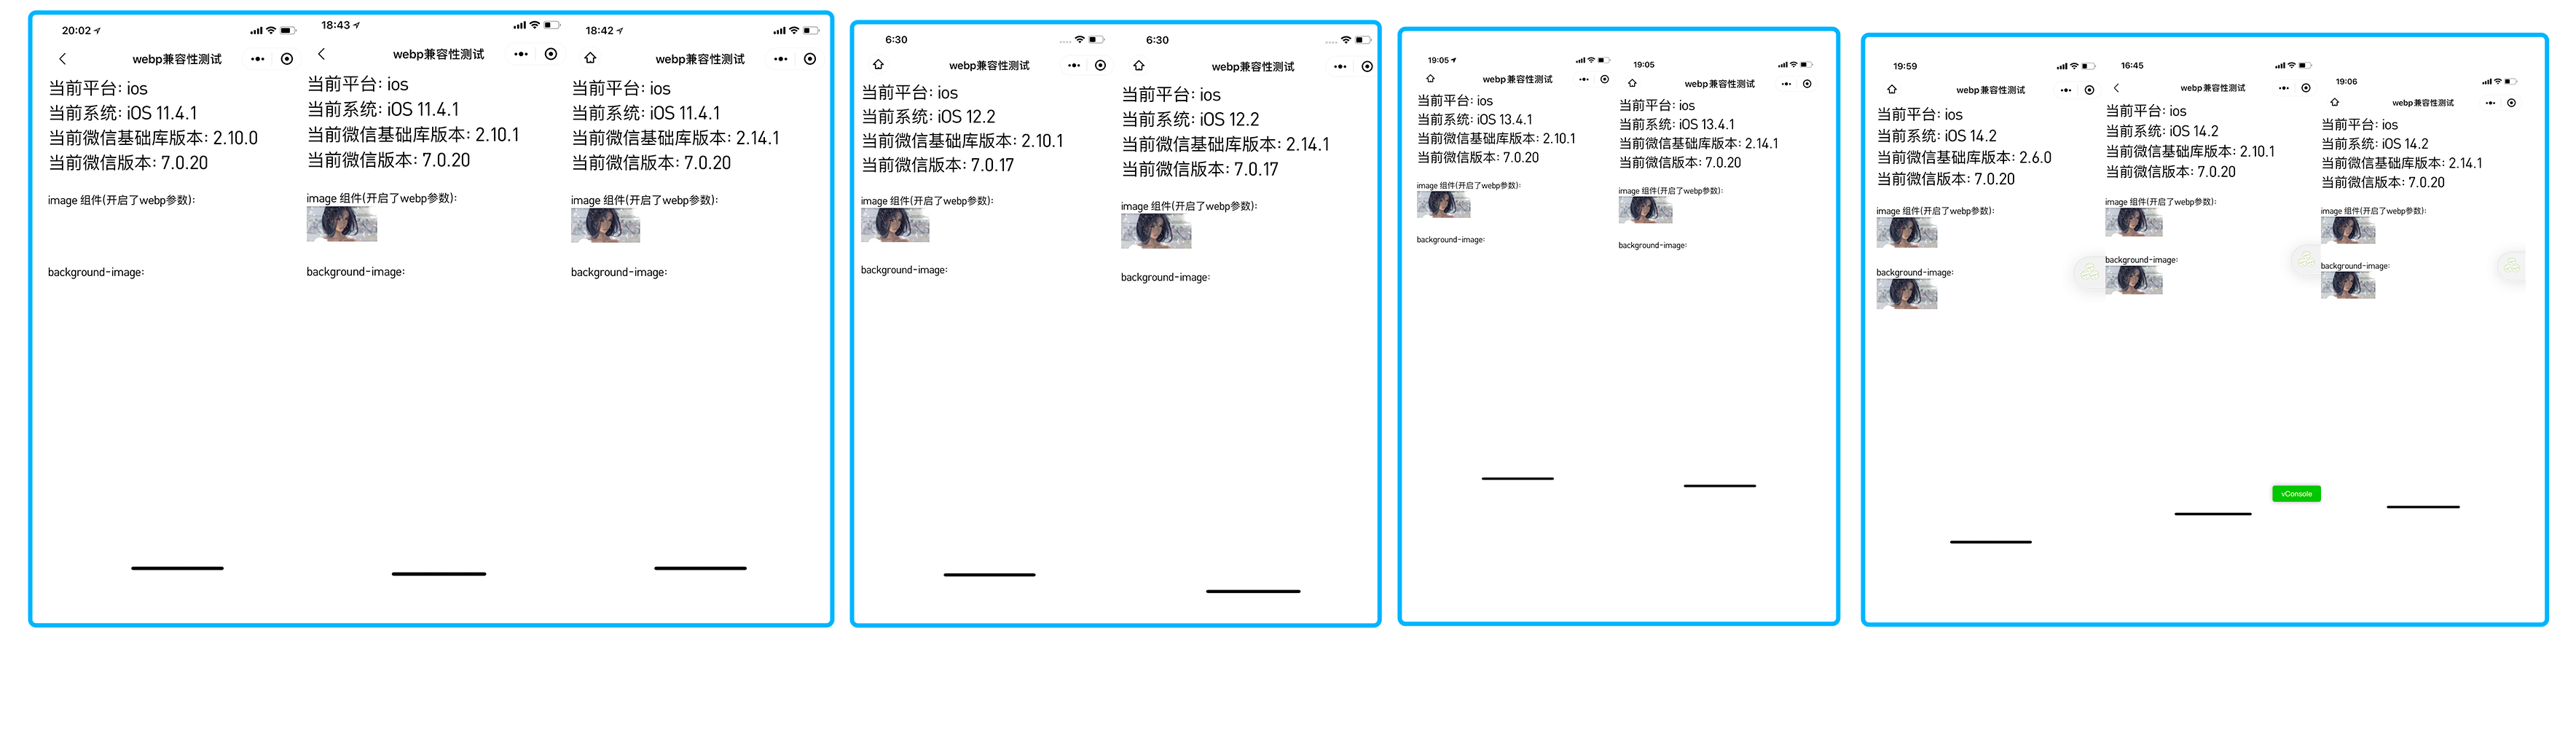 20:02
webp兼容性测试
当前平台: ios
当前系统: iOS 11.4.1
当前微信基础库版本: 2.10.0
当前微信版本: 7.0.20
image 组件(开启了webp参数):
background-image:
18:43
webp兼容性测试
当前平台: ios
当前系统: iOS 11.4.1
当前微信基础库版本: 2.10.1
当前微信版本: 7.0.20
image 组件(开启了webp参数):
background-image:
18:42
webp兼容性测试
当前平台: ios
当前系统: iOS 11.4.1
当前微信基础库版本: 2.14.1
当前微信版本: 7.0.20
image 组件(开启了webp参数):
background-image:
6:30
webp兼容性测试
当前平台: ios
当前系统: iOS 12.2
当前微信基础库版本: 2.10.1
当前微信版本: 7.0.17
image 组件(开启了webp参数):
background-image:
6:30
webp兼容性测试
当前平台: ios
当前系统: iOS 12.2
当前微信基础库版本: 2.14.1
当前微信版本: 7.0.17
image 组件(开启了webp参数):
background-image:
19:05
webp兼容性测试
当前平台: ios
当前系统: iOS 13.4.1
当前微信基础库版本: 2.10.1
当前微信版本: 7.0.20
image 组件(开启了webp参数):
background-image:
19:05
webp兼容性测试
当前平台: ios
当前系统: iOS 13.4.1
当前微信基础库版本: 2.14.1
当前微信版本: 7.0.20
image 组件(开启了webp参数):
background-image:
19:59
webp兼容性测试
当前平台: ios
当前系统: iOS 14.2
当前微信基础库版本: 2.6.0
当前微信版本: 7.0.20
image 组件(开启了webp参数):
background-image:
16:45
webp兼容性测试
当前平台: ios
当前系统: iOS 14.2
当前微信基础库版本: 2.10.1
当前微信版本: 7.0.20
image 组件(开启了webp参数):
background-image:
vConsole
19:06
webp兼容性测试
当前平台: ios
当前系统: iOS 14.2
当前微信基础库版本: 2.14.1
当前微信版本: 7.0.20
image 组件(开启了webp参数):
background-image: